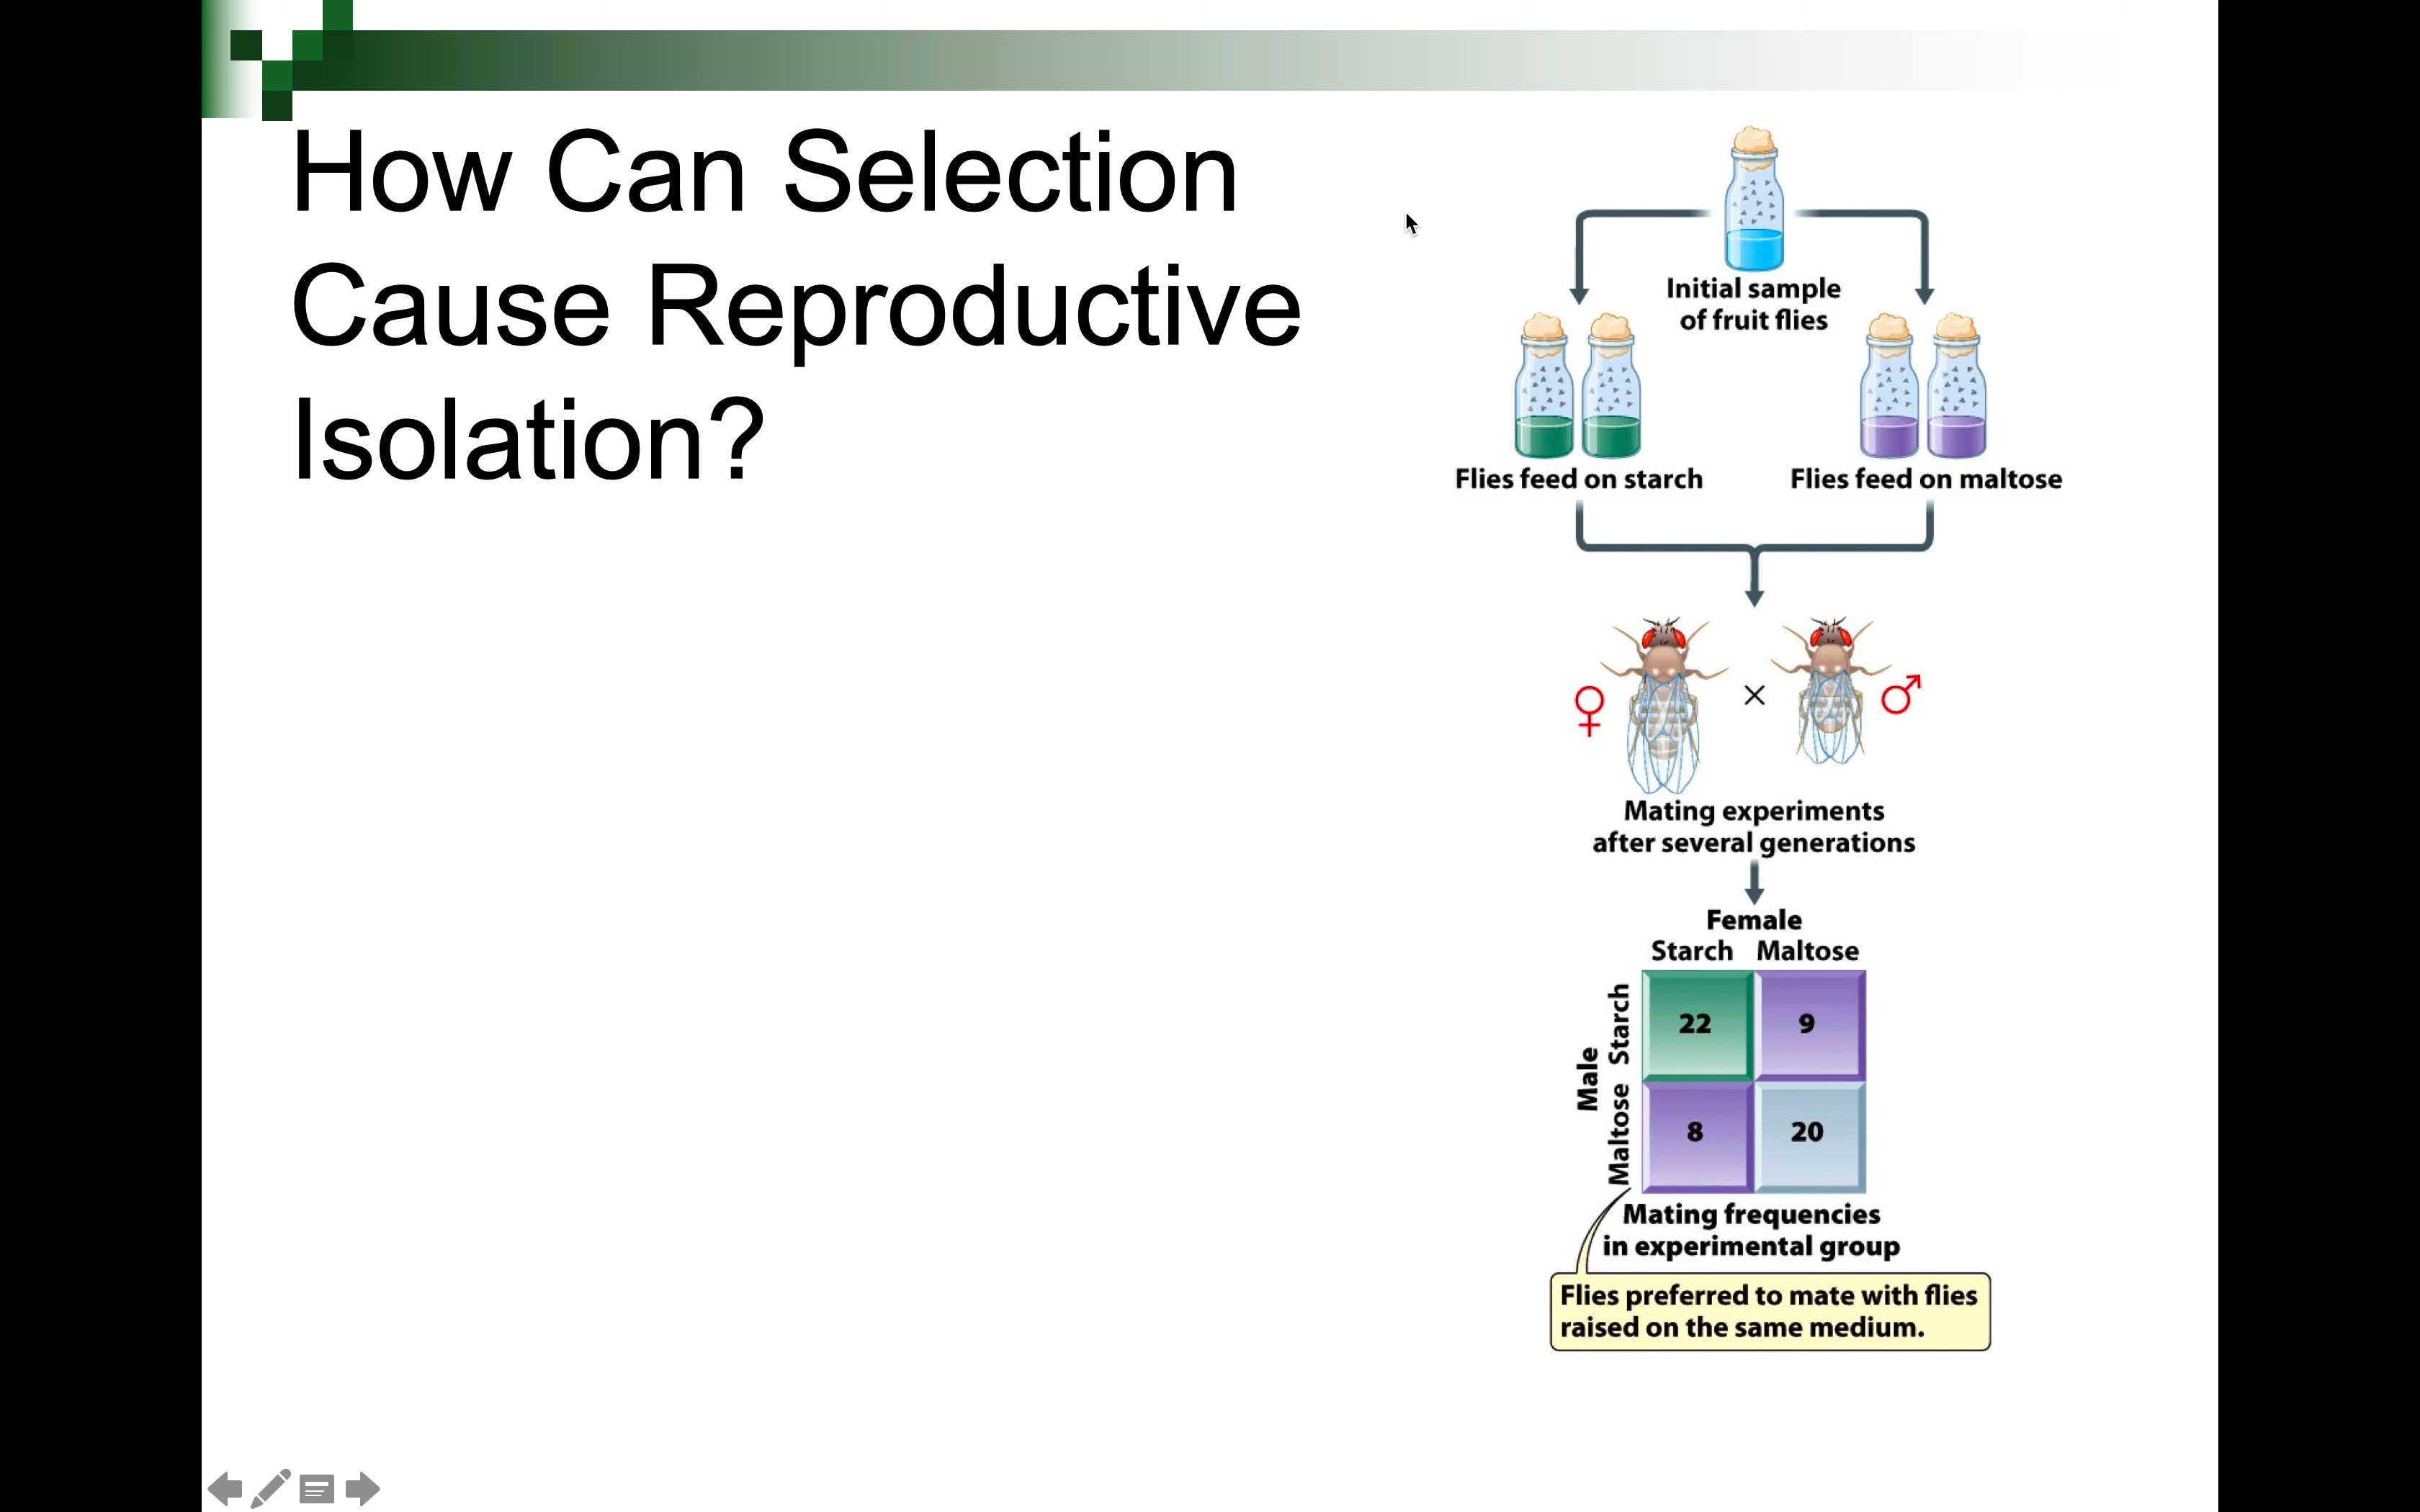 How Can Selection
Cause Reproductive
Isolation?
Initial sample
of fruit flies
Flies feed on starch
Flies feed on maltose
♀ × ♂
Mating experiments
after several generations
Female
Starch Maltose
Male
Starch
22 9
Maltose
8 20
Mating frequencies
in experimental group
Flies preferred to mate with flies
raised on the same medium.